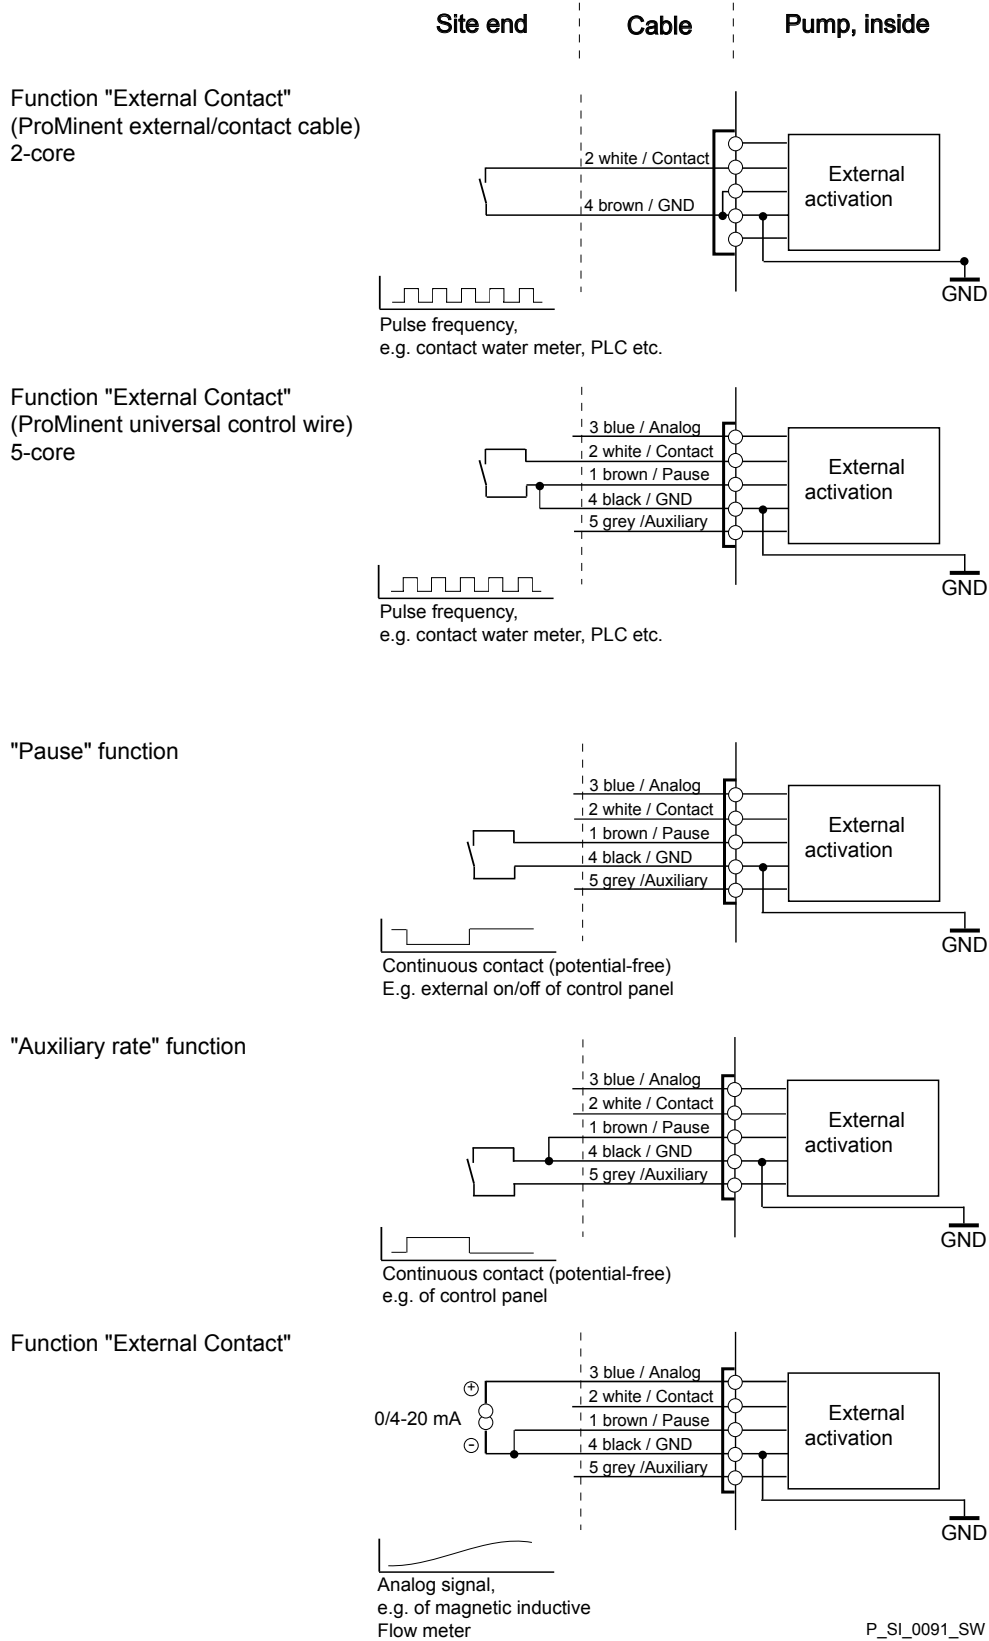 Site end Cable Pump, inside
Function "External Contact"
(ProMinent external/contact cable)
2-core
2 white / Contact
4 brown / GND
External
activation
GND
Pulse frequency,
e.g. contact water meter, PLC etc.
Function "External Contact"
(ProMinent universal control wire)
5-core
3 blue / Analog
2 white / Contact
1 brown / Pause
4 black / GND
5 grey /Auxiliary
External
activation
GND
Pulse frequency,
e.g. contact water meter, PLC etc.
"Pause" function
3 blue / Analog
2 white / Contact
1 brown / Pause
4 black / GND
5 grey /Auxiliary
External
activation
GND
Continuous contact (potential-free)
E.g. external on/off of control panel
"Auxiliary rate" function
3 blue / Analog
2 white / Contact
1 brown / Pause
4 black / GND
5 grey /Auxiliary
External
activation
GND
Continuous contact (potential-free)
e.g. of control panel
Function "External Contact"
+
0/4-20 mA
-
3 blue / Analog
2 white / Contact
1 brown / Pause
4 black / GND
5 grey /Auxiliary
External
activation
GND
Analog signal,
e.g. of magnetic inductive
Flow meter
P_SI_0091_SW